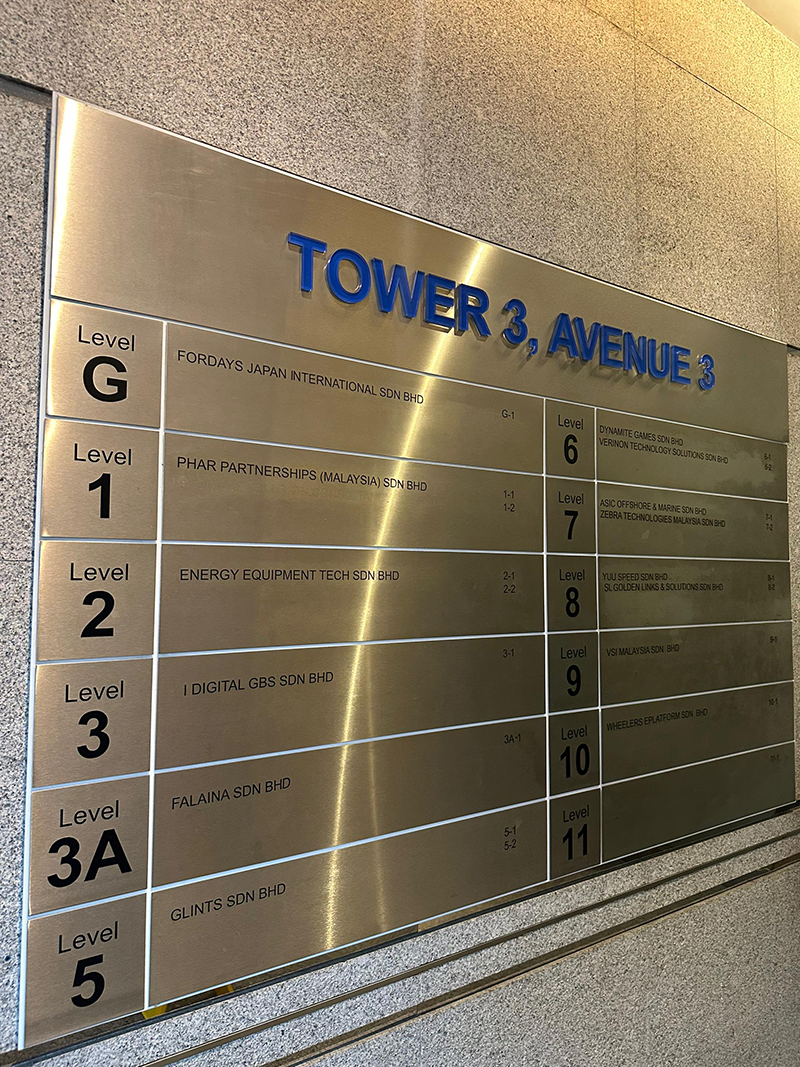 TOWER 3, AVENUE 3
Level G
FORDAYS JAPAN INTERNATIONAL SDN BHD G-1
Level 1
PHAR PARTNERSHIPS (MALAYSIA) SDN BHD 1-1
1-2
Level 2
ENERGY EQUIPMENT TECH SDN BHD 2-1
2-2
Level 3
I DIGITAL GBS SDN BHD 3-1
Level 3A
FALAINA SDN BHD 3A-1
Level 5
GLINTS SDN BHD 5-1
5-2
Level 6
DYNAMITE GAMES SDN BHD 6-1
VERINON TECHNOLOGY SOLUTIONS SDN BHD 6-2
Level 7
ASIC OFFSHORE & MARINE SDN BHD 7-1
ZEBRA TECHNOLOGIES MALAYSIA SDN BHD 7-2
Level 8
YUU SPEED SDN BHD 8-1
SL GOLDEN LINKS & SOLUTIONS SDN BHD 8-2
Level 9
VSI MALAYSIA SDN BHD 9-1
Level 10
WHEELERS EPLATFORM SDN BHD 10-1
Level 11
11-1